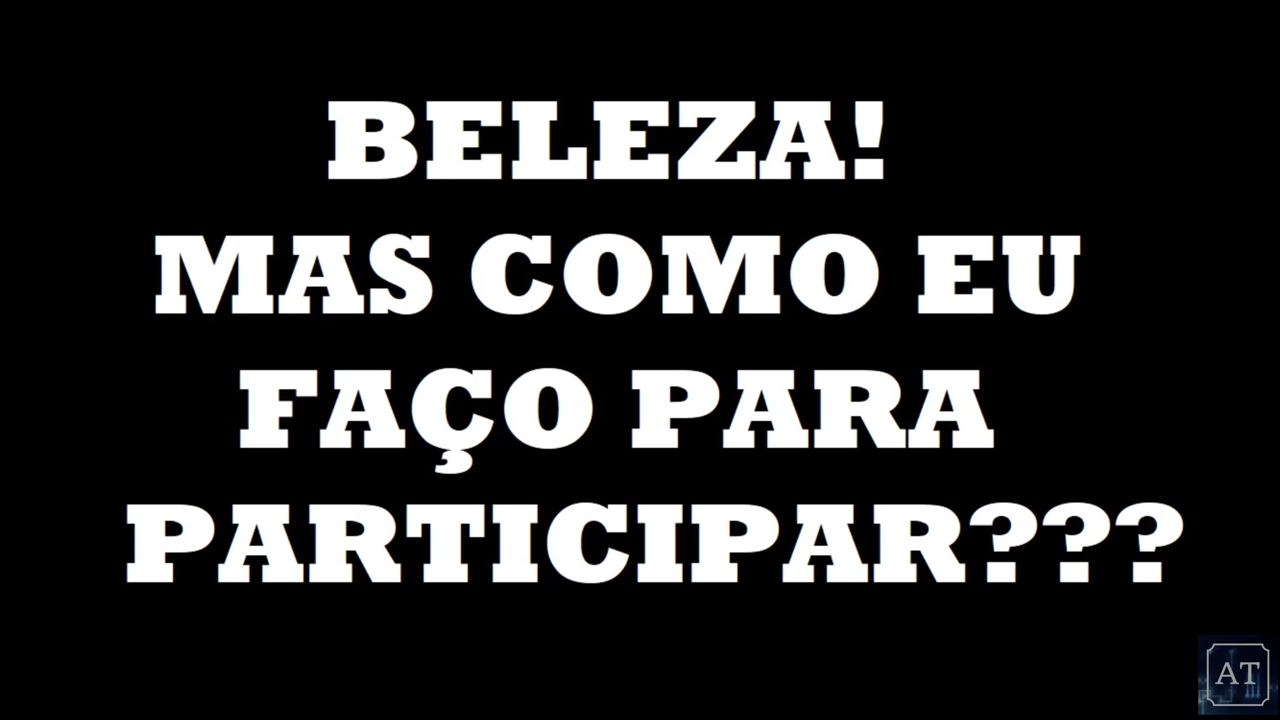 BELEZA!
MAS COMO EU
FAÇO PARA
PARTICIPAR???
AT